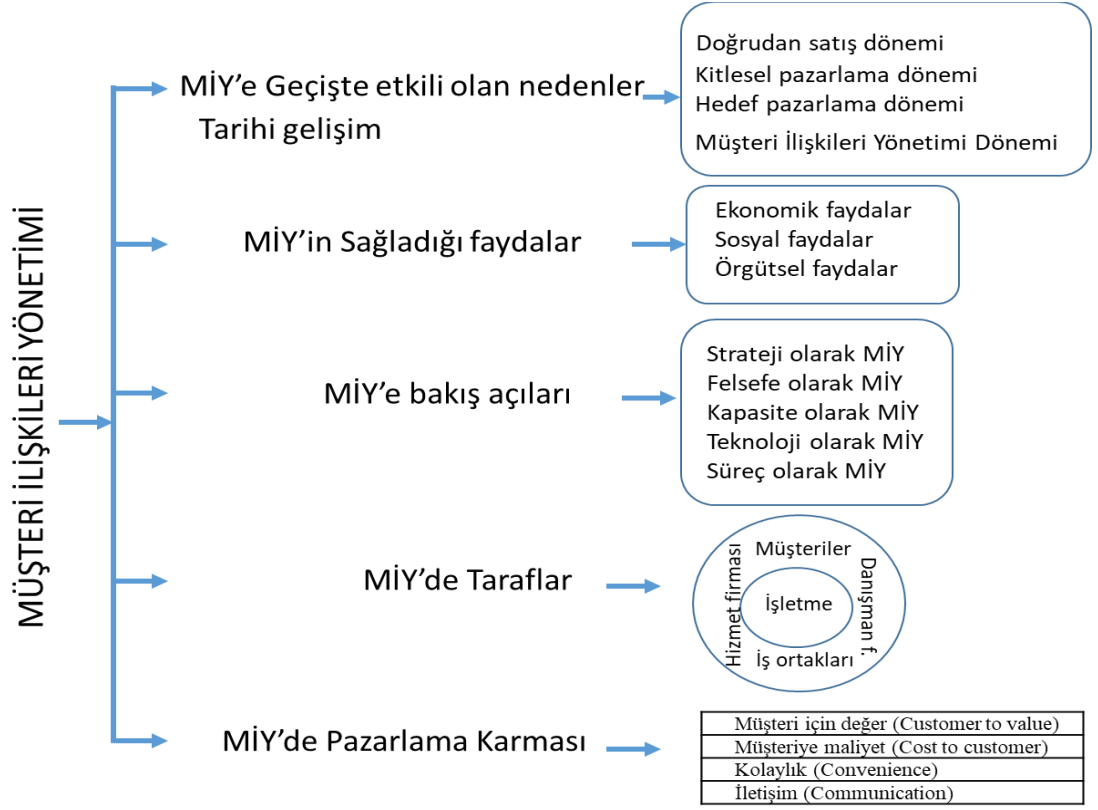 MÜŞTERİ İLİŞKİLERİ YÖNETİMİ
MİY’e Geçişte etkili olan nedenler
Tarihi gelişim
Doğrudan satış dönemi
Kitlesel pazarlama dönemi
Hedef pazarlama dönemi
Müşteri İlişkileri Yönetimi Dönemi
MİY’in Sağladığı faydalar
Ekonomik faydalar
Sosyal faydalar
Örgütsel faydalar
MİY’e bakış açıları
Strateji olarak MİY
Felsefe olarak MİY
Kapasite olarak MİY
Teknoloji olarak MİY
Süreç olarak MİY
MİY’de Taraflar
Müşteriler
Hizmet firması
İşletme
Danışman f.
İş ortakları
MİY’de Pazarlama Karması
Müşteri için değer (Customer to value)
Müşteriye maliyet (Cost to customer)
Kolaylık (Convenience)
İletişim (Communication)